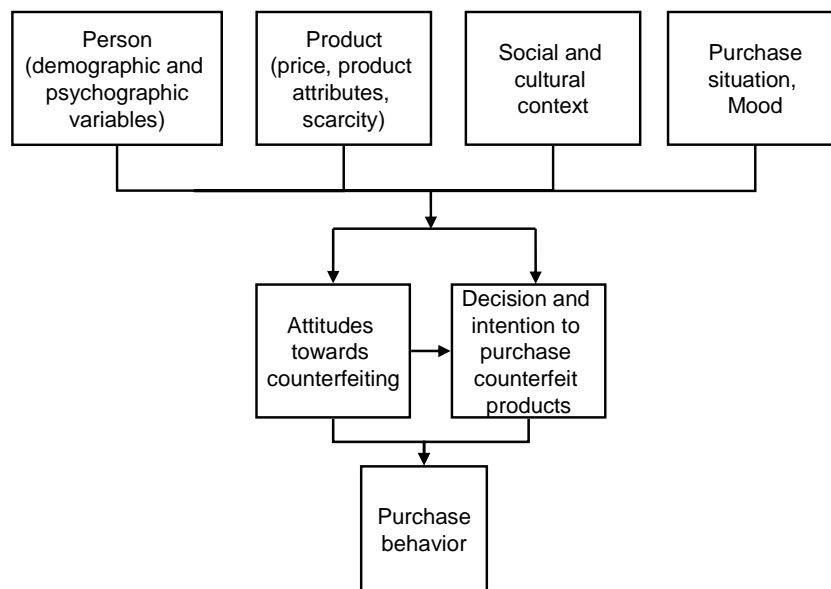 Person
(demographic and
psychographic
variables)
Product
(price, product
attributes,
scarcity)
Social and
cultural
context
Purchase
situation,
Mood
Attitudes
towards
counterfeiting
Decision and
intention to
purchase
counterfeit
products
Purchase
behavior